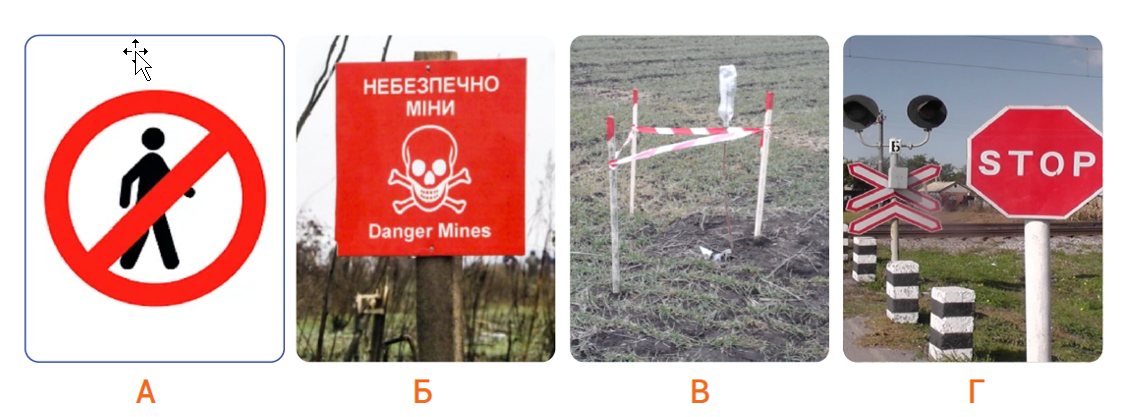 НЕБЕЗПЕЧНО
МІНИ
Danger Mines
Б
STOP
А
Б
В
Г